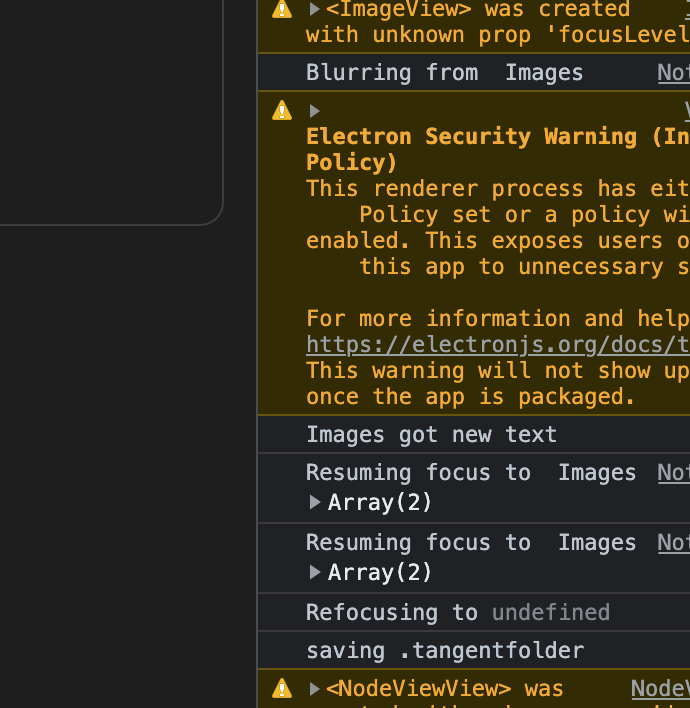 <ImageView> was created
with unknown prop 'focusLevel
Blurring from  Images
Electron Security Warning (In
Policy)
This renderer process has eit
    Policy set or a policy wi
enabled. This exposes users o
    this app to unnecessary s
For more information and help
https://electronjs.org/docs/t
This warning will not show up
once the app is packaged.
Images got new text
Resuming focus to  Images Not
Array(2)
Resuming focus to  Images Not
Array(2)
Refocusing to undefined
saving .tangentfolder
<NodeViewView> was NodeV